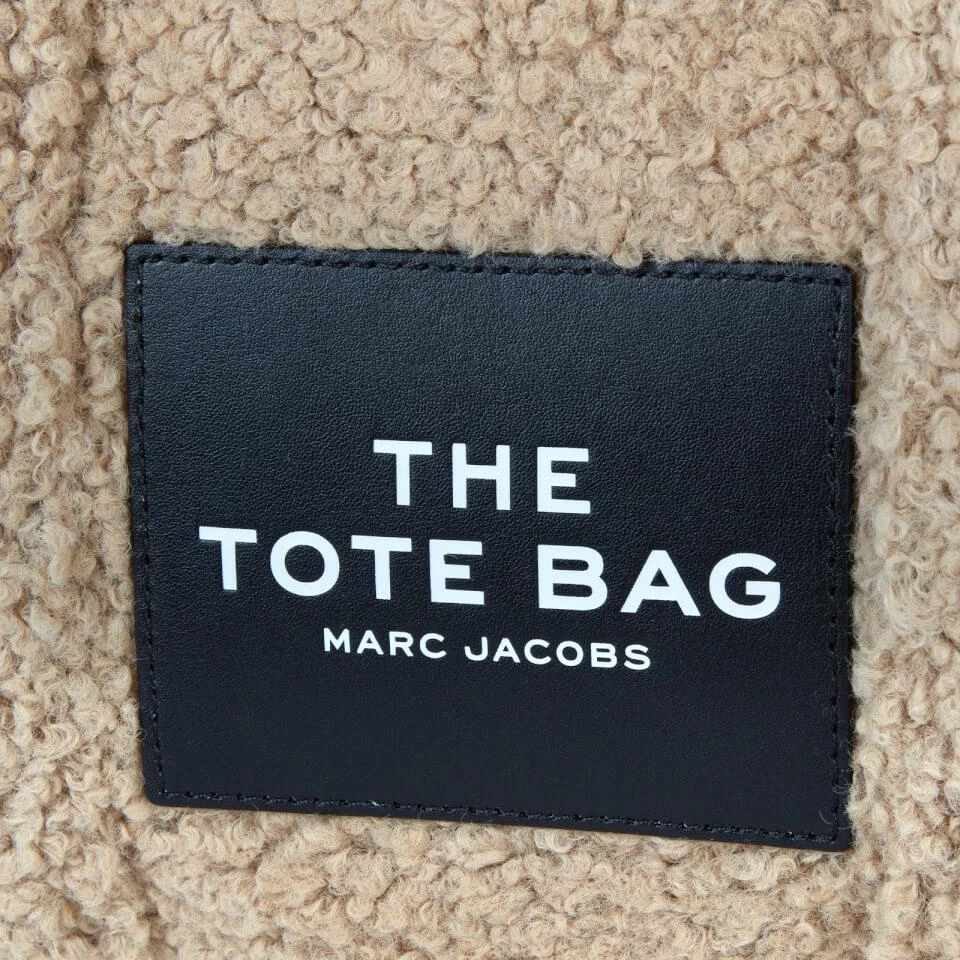 THE
TOTE BAG
MARC JACOBS